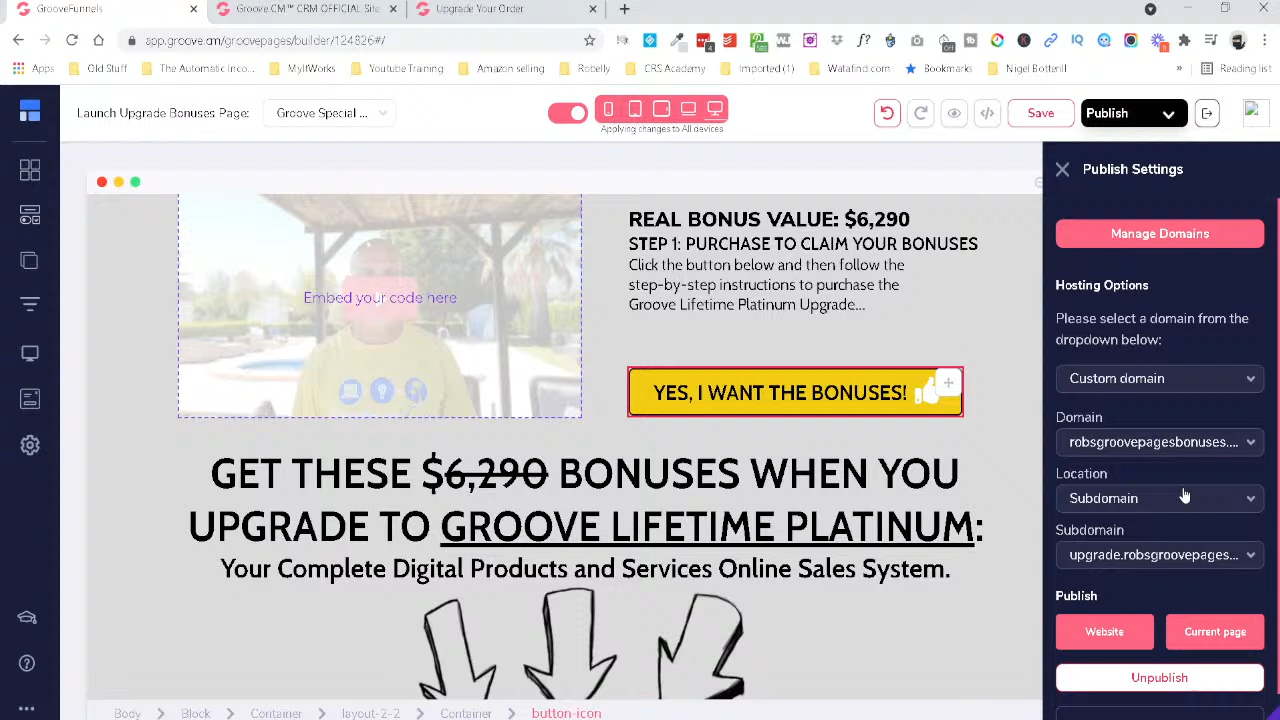 GrooveFunnels
Groove.CM™ CRM OFFICIAL Site
Upgrade Your Order
app.groove.cm/groovepages/builder/124826#/
Apps
Old Stuff
The Automatic inco...
MyItWorks
Youtube Training
Amazon selling
Robelly
CRS Academy
Imported (1)
Watafind.com
Bookmarks
Nigel Botterill
»
Reading list
Launch Upgrade Bonuses Page:
Groove Special ...
Applying changes to All devices
Save
Publish
Publish Settings
Manage Domains
Hosting Options
Please select a domain from the
dropdown below:
Custom domain
Domain
robsgroovepagesbonuses....
Location
Subdomain
Subdomain
upgrade.robsgroovepages...
Publish
Website
Current page
Unpublish
Embed your code here
REAL BONUS VALUE: $6,290
STEP 1: PURCHASE TO CLAIM YOUR BONUSES
Click the button below and then follow the
step-by-step instructions to purchase the
Groove Lifetime Platinum Upgrade...
YES, I WANT THE BONUSES!
GET THESE $6,290 BONUSES WHEN YOU
UPGRADE TO GROOVE LIFETIME PLATINUM:
Your Complete Digital Products and Services Online Sales System.
Body > Block > Container > layout-2-2 > Container > button-icon